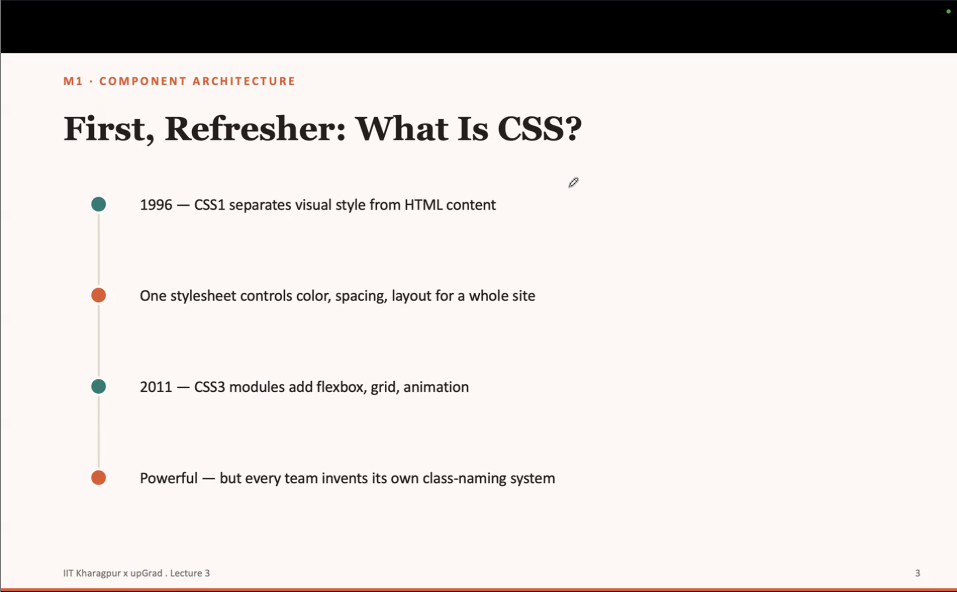 M1 · COMPONENT ARCHITECTURE
First, Refresher: What Is CSS?
1996 — CSS1 separates visual style from HTML content
One stylesheet controls color, spacing, layout for a whole site
2011 — CSS3 modules add flexbox, grid, animation
Powerful — but every team invents its own class-naming system
IIT Kharagpur x upGrad . Lecture 3
3